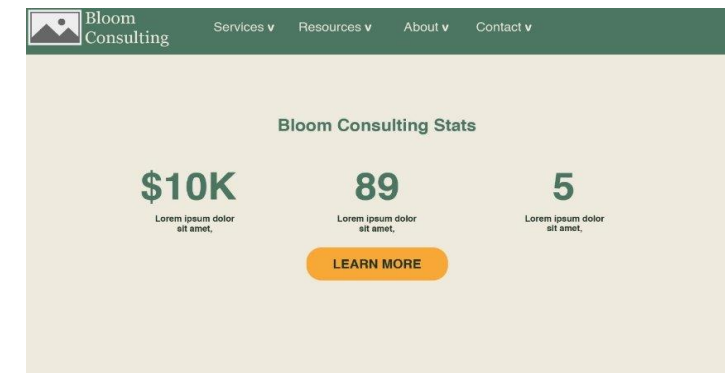 Bloom
Consulting
Services v
Resources v
About v
Contact v
Bloom Consulting Stats
$10K
89
5
Lorem ipsum dolor
sit amet,
Lorem ipsum dolor
sit amet,
Lorem ipsum dolor
sit amet,
LEARN MORE